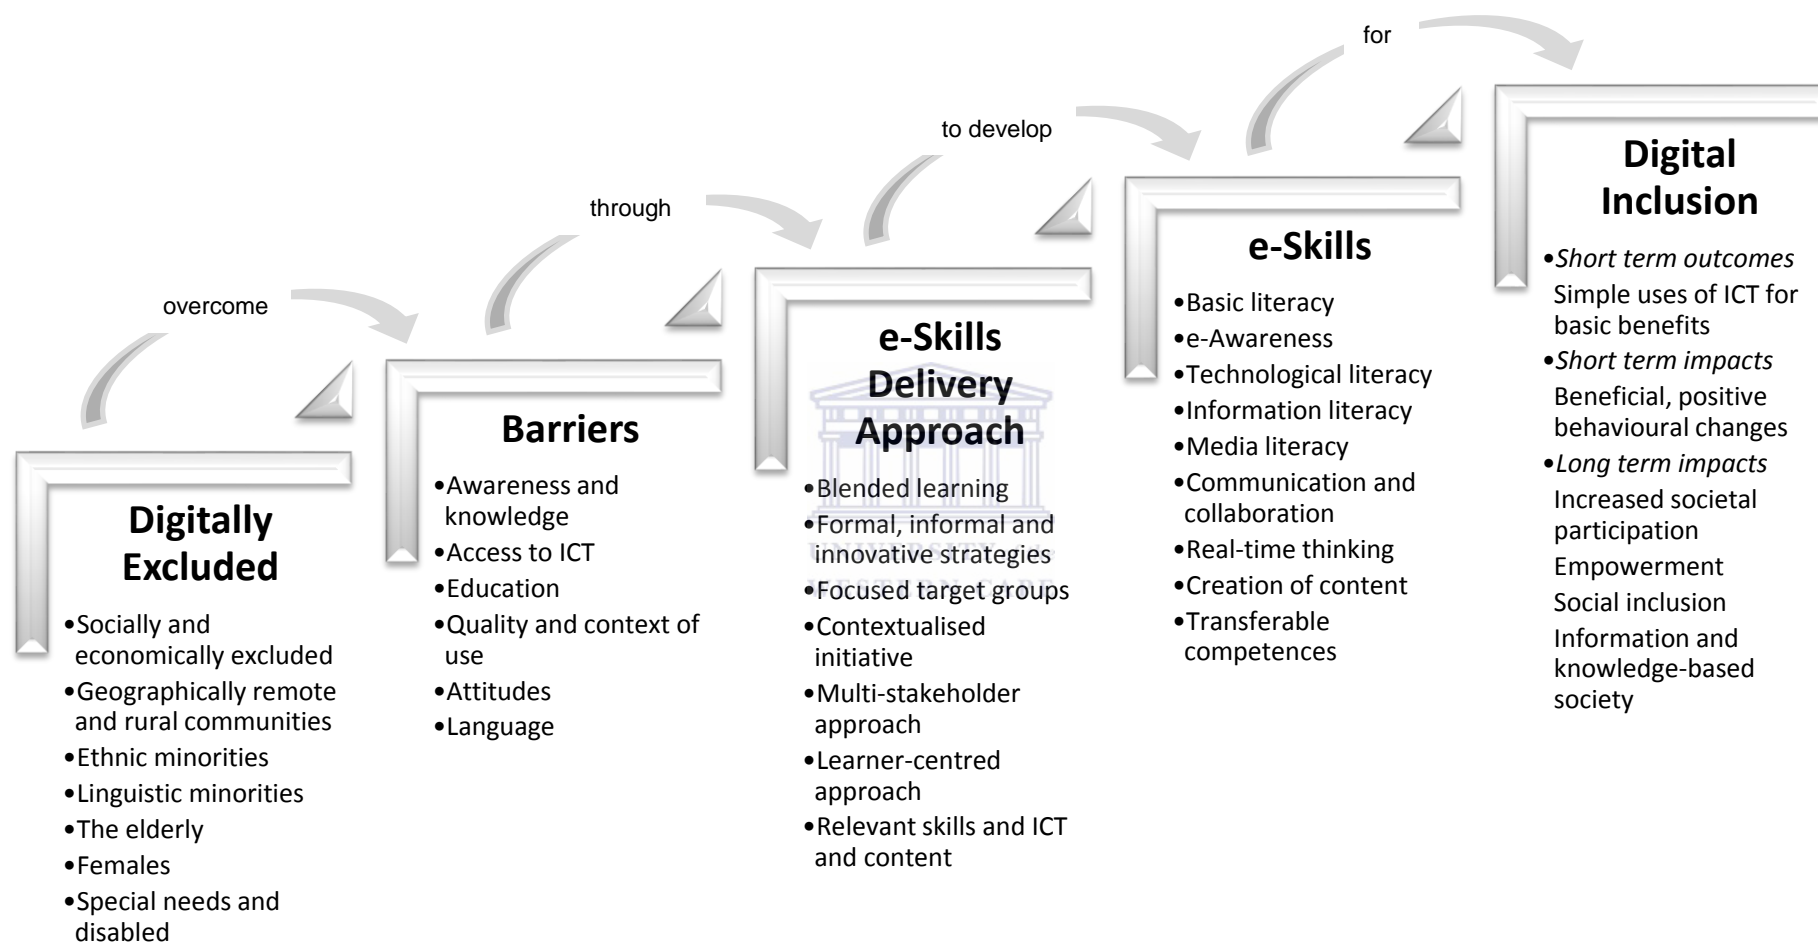 overcome
through
to develop
for
Digitally
Excluded
•Socially and
economically excluded
•Geographically remote
and rural communities
•Ethnic minorities
•Linguistic minorities
•The elderly
•Females
•Special needs and
disabled
Barriers
•Awareness and
knowledge
•Access to ICT
•Education
•Quality and context of
use
•Attitudes
•Language
e-Skills
Delivery
Approach
•Blended learning
•Formal, informal and
innovative strategies
•Focused target groups
•Contextualised
initiative
•Multi-stakeholder
approach
•Learner-centred
approach
•Relevant skills and ICT
and content
UNIVERSITY of the
WESTERN CAPE
e-Skills
•Basic literacy
•e-Awareness
•Technological literacy
•Information literacy
•Media literacy
•Communication and
collaboration
•Real-time thinking
•Creation of content
•Transferable
competences
Digital
Inclusion
•Short term outcomes
Simple uses of ICT for
basic benefits
•Short term impacts
Beneficial, positive
behavioural changes
•Long term impacts
Increased societal
participation
Empowerment
Social inclusion
Information and
knowledge-based
society